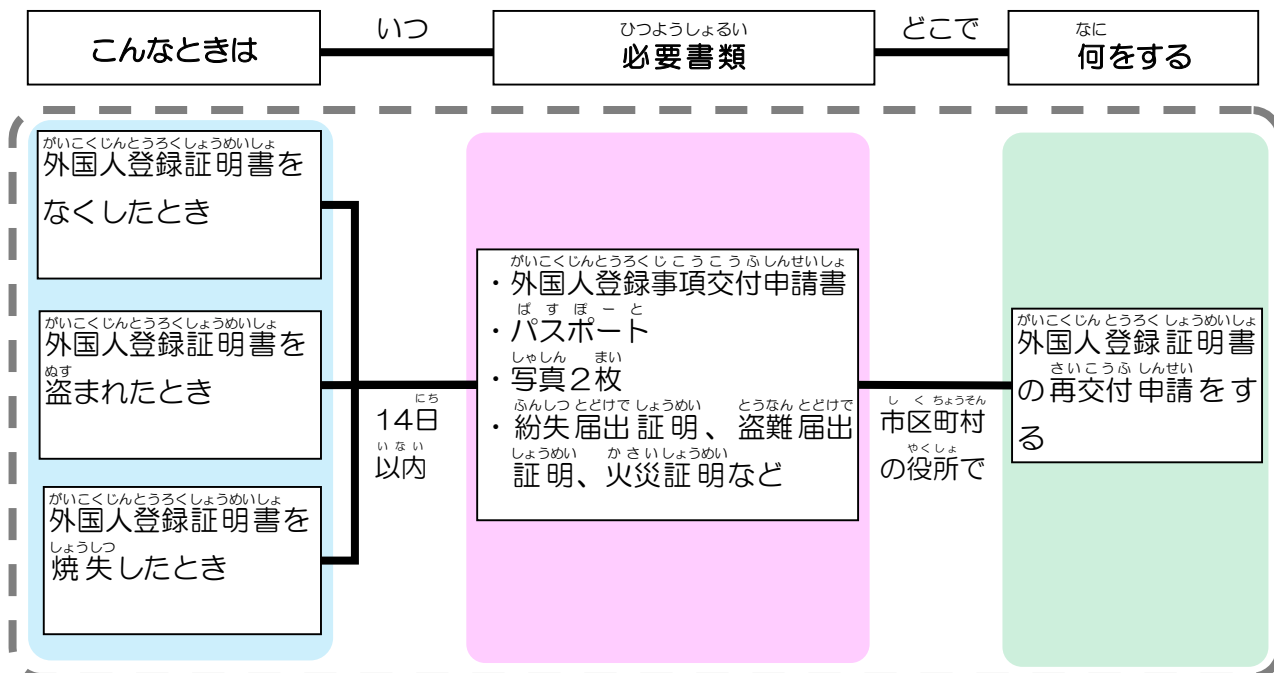 こんなときは
いつ
ひつようしょるい
必要書類
どこで
なに
何をする
がいこくじんとうろくしょうめいしょ
外国人登録証明書を
なくしたとき
がいこくじんとうろくしょうめいしょ
外国人登録証明書を
ぬす
盗まれたとき
がいこくじんとうろくしょうめいしょ
外国人登録証明書を
しょうしつ
焼失したとき
にち
14日
いない
以内
がいこくじんとうろくじこうこうふしんせいしょ
・外国人登録事項交付申請書
ぱすぽーと
・パスポート
しゃしん まい
・写真2枚
ふんしつとどけでしょうめい とうなんとどけで
・紛失届出証明、盗難届出
しょうめい かさいしょうめい
証明、火災証明など
しくちょうそん
市区町村
やくしょ
の役所で
がいこくじんとうろくしょうめいしょ
外国人登録証明書
さいこうふしんせい
の再交付申請をす
る